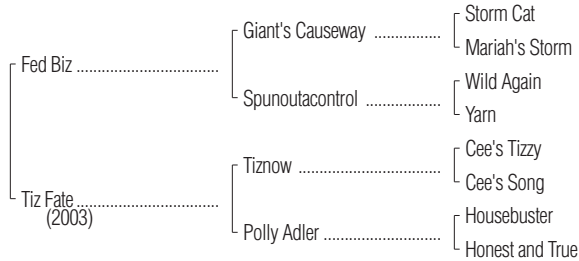 Storm Cat
Giant's Causeway ................
Mariah's Storm
Fed Biz .................................
Wild Again
Spunoutacontrol ..................
Yarn
Cee's Tizzy
Tiznow .................................
Cee's Song
Tiz Fate .................................
(2003)
Housebuster
Polly Adler ............................
Honest and True